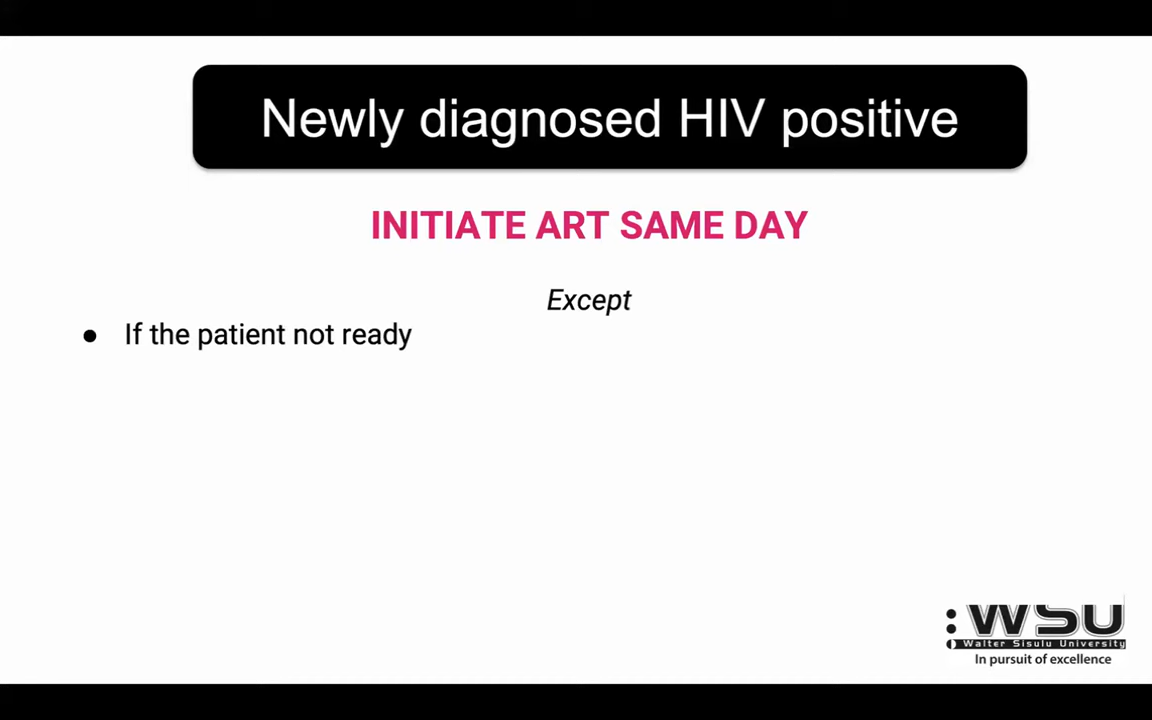 Newly diagnosed HIV positive
INITIATE ART SAME DAY
Except
● If the patient not ready
:WSU
Walter Sisulu University
In pursuit of excellence